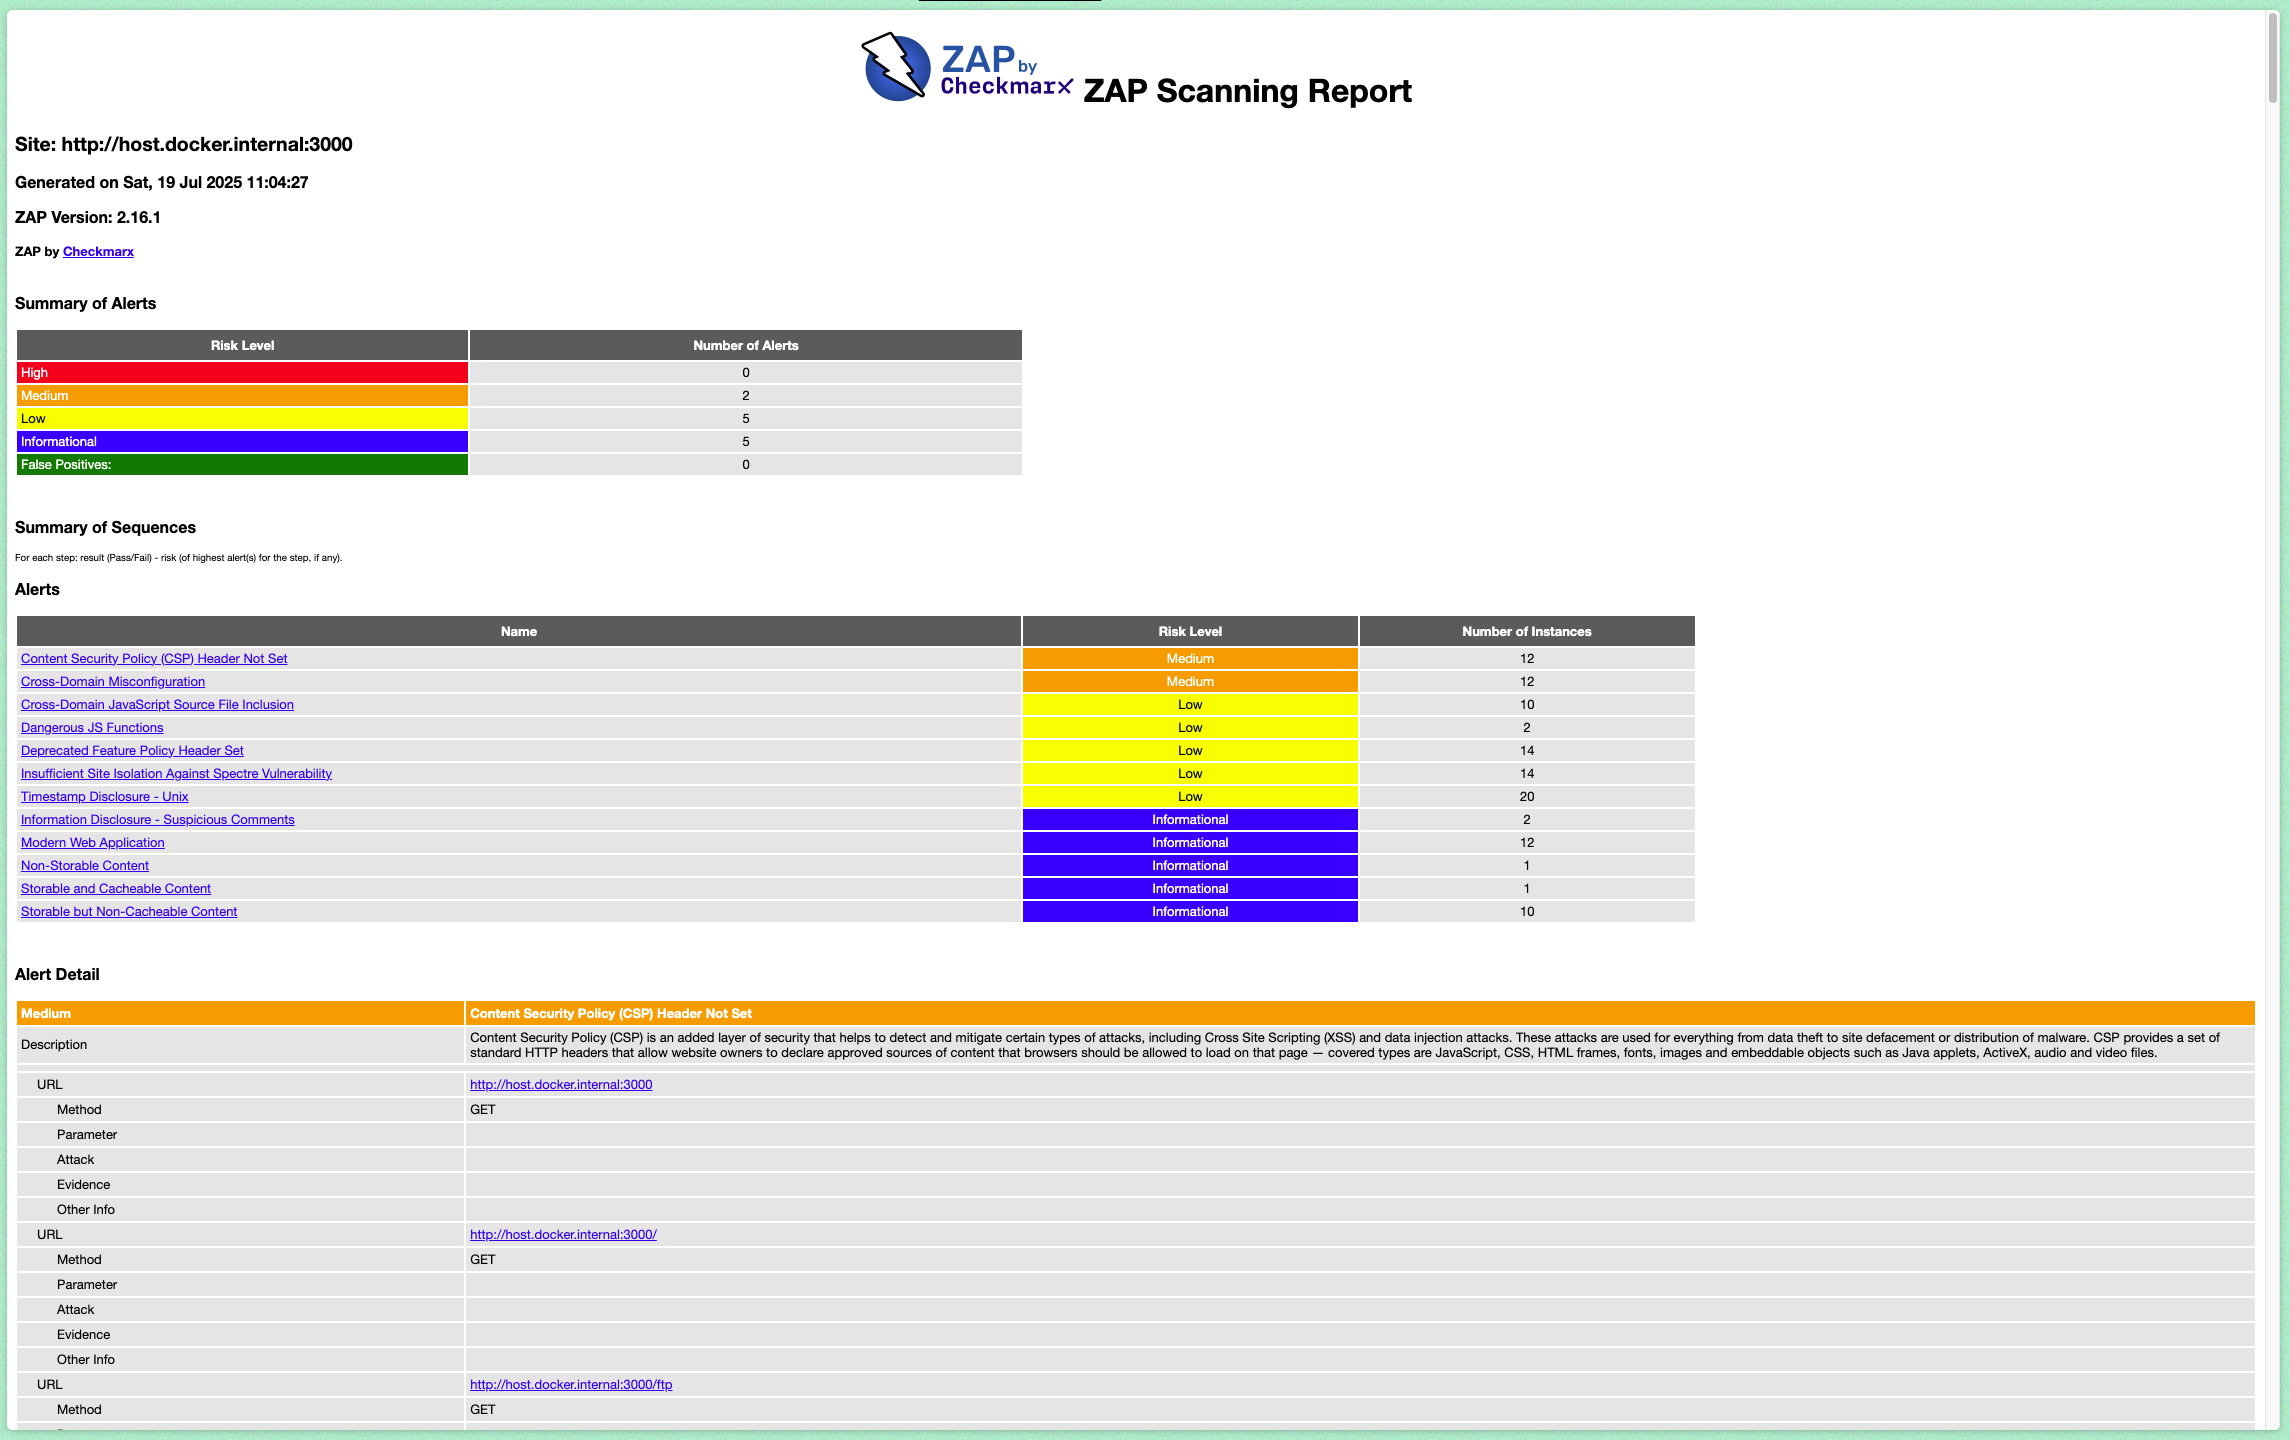 ZAP by
Checkmarx ZAP Scanning Report
Site: http://host.docker.internal:3000
Generated on Sat, 19 Jul 2025 11:04:27
ZAP Version: 2.16.1
ZAP by Checkmarx
Summary of Alerts
Risk Level Number of Alerts
High 0
Medium 2
Low 5
Informational 5
False Positives: 0
Summary of Sequences
For each step: result (Pass/Fail) - risk (of highest alert(s) for the step, if any).
Alerts
Name Risk Level Number of Instances
Content Security Policy (CSP) Header Not Set Medium 12
Cross-Domain Misconfiguration Medium 12
Cross-Domain JavaScript Source File Inclusion Low 10
Dangerous JS Functions Low 2
Deprecated Feature Policy Header Set Low 14
Insufficient Site Isolation Against Spectre Vulnerability Low 14
Timestamp Disclosure - Unix Low 20
Information Disclosure - Suspicious Comments Informational 2
Modern Web Application Informational 12
Non-Storable Content Informational 1
Storable and Cacheable Content Informational 1
Storable but Non-Cacheable Content Informational 10
Alert Detail
Medium Content Security Policy (CSP) Header Not Set
Description Content Security Policy (CSP) is an added layer of security that helps to detect and mitigate certain types of attacks, including Cross Site Scripting (XSS) and data injection attacks. These attacks are used for everything from data theft to site defacement or distribution of malware. CSP provides a set of
standard HTTP headers that allow website owners to declare approved sources of content that browsers should be allowed to load on that page — covered types are JavaScript, CSS, HTML frames, fonts, images and embeddable objects such as Java applets, ActiveX, audio and video files.
URL http://host.docker.internal:3000
Method GET
Parameter
Attack
Evidence
Other Info
URL http://host.docker.internal:3000/
Method GET
Parameter
Attack
Evidence
Other Info
URL http://host.docker.internal:3000/ftp
Method GET